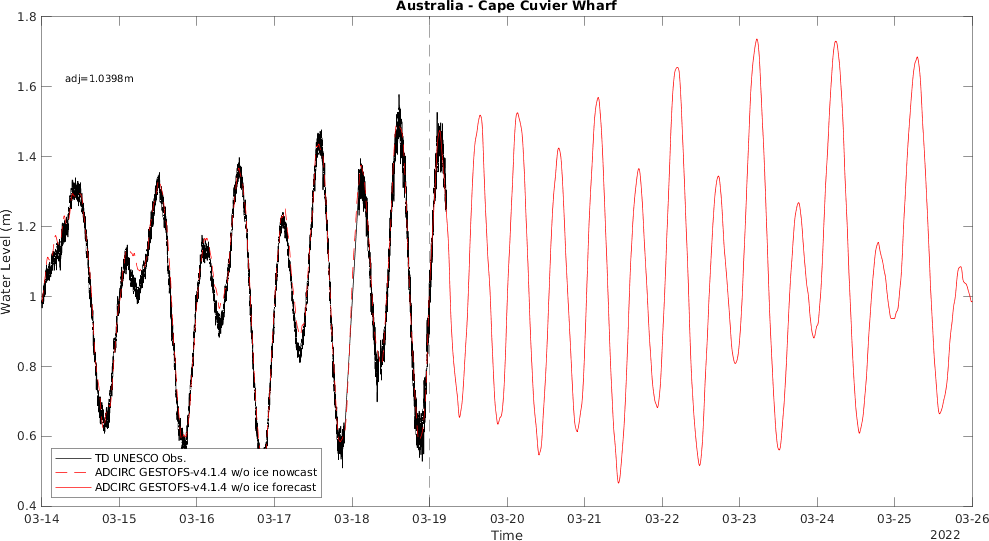 Australia - Cape Cuvier Wharf
1.8
1.6
1.4
1.2
1
0.8
0.6
0.4
Water Level (m)
adj=1.0398m
TD UNESCO Obs.
ADCIRC GESTOFS-v4.1.4 w/o ice nowcast
ADCIRC GESTOFS-v4.1.4 w/o ice forecast
03-14 03-15 03-16 03-17 03-18 03-19 03-20 03-21 03-22 03-23 03-24 03-25 03-26
Time
2022